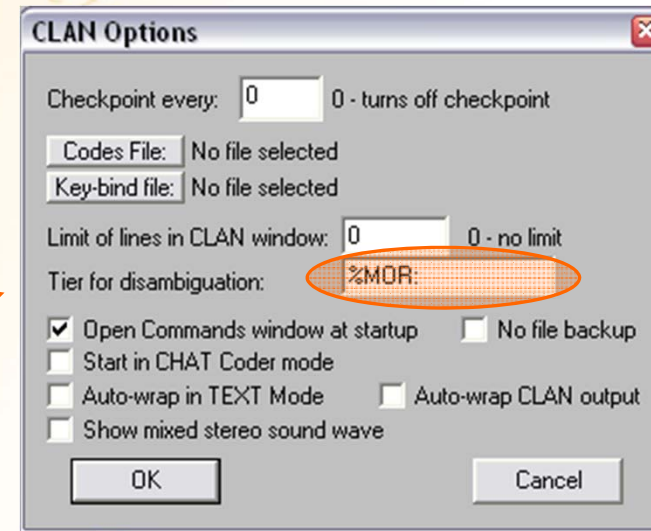 CLAN Options
Checkpoint every: 0 0 - turns off checkpoint
Codes File: No file selected
Key-bind file: No file selected
Limit of lines in CLAN window: 0 0 - no limit
Tier for disambiguation: %MOR:
Open Commands window at startup No file backup
Start in CHAT Coder mode
Auto-wrap in TEXT Mode Auto-wrap CLAN output
Show mixed stereo sound wave
OK Cancel